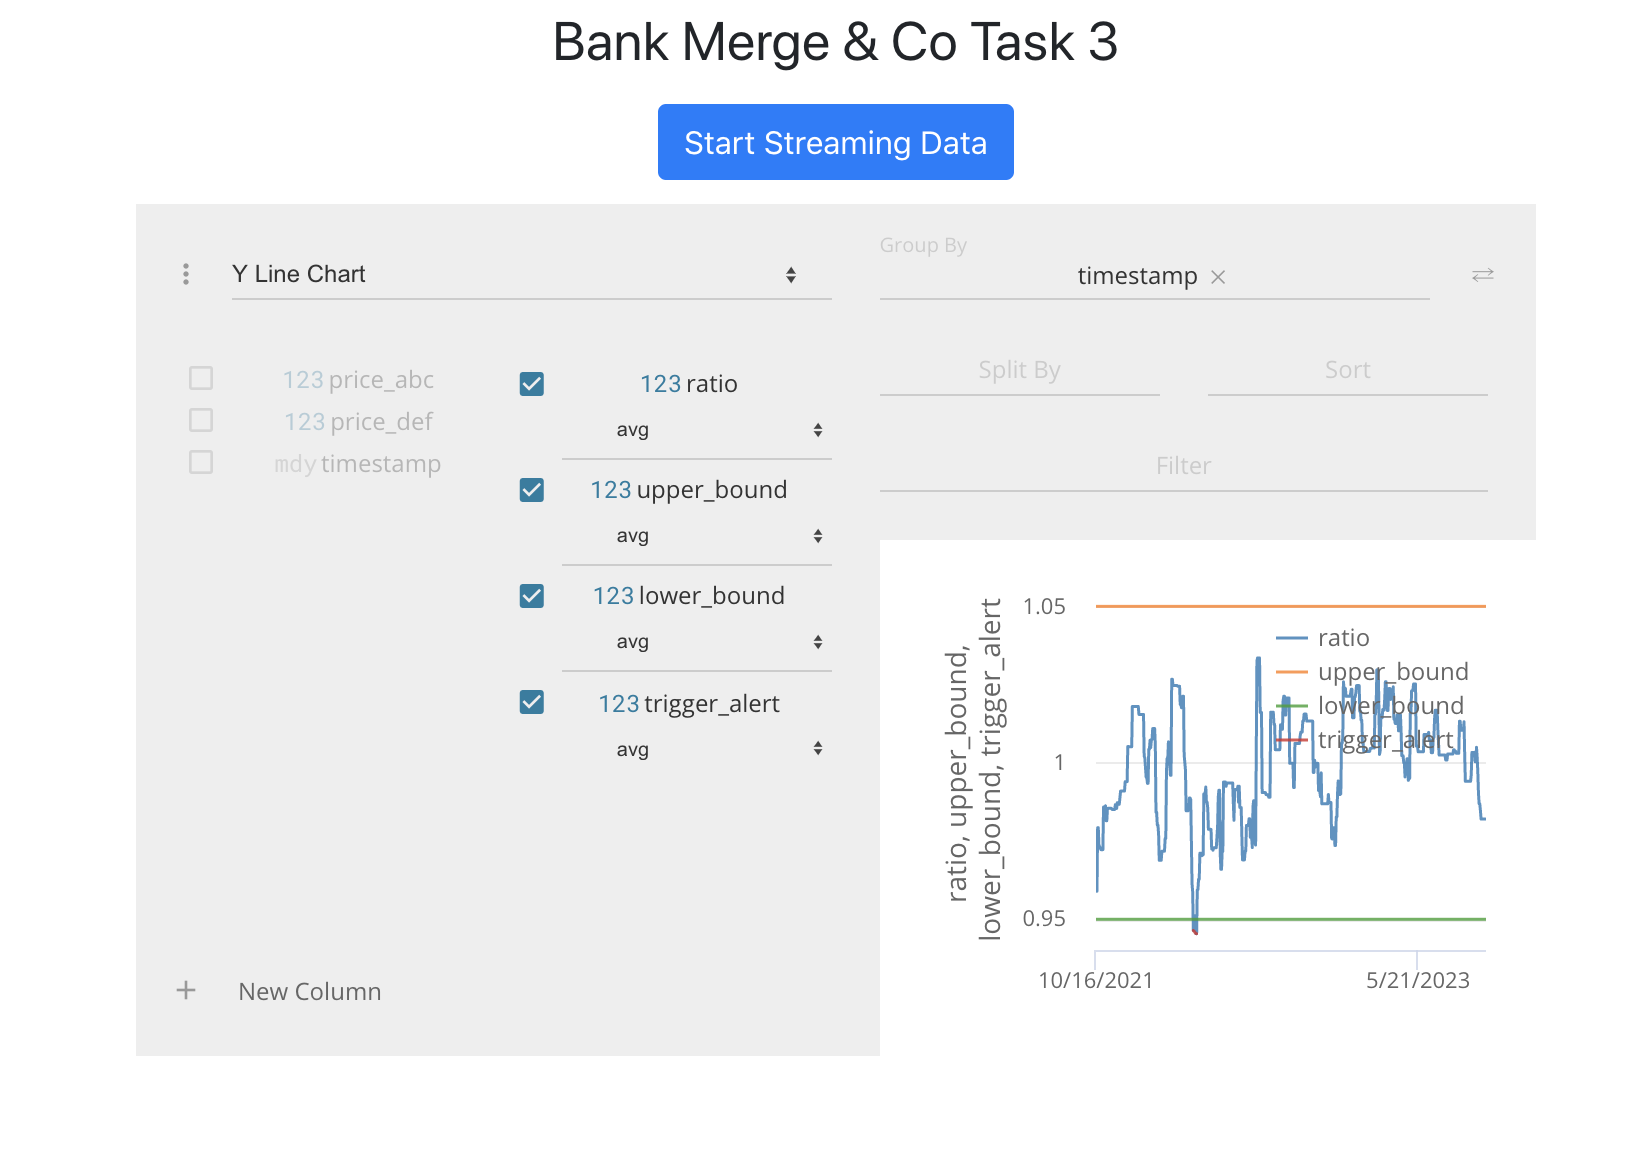 Bank Merge & Co Task 3
Start Streaming Data
Y Line Chart
Group By
timestamp
123 price_abc
123 price_def
mdy timestamp
123 ratio
avg
123 upper_bound
avg
123 lower_bound
avg
123 trigger_alert
avg
New Column
Split By
Sort
Filter
ratio, upper_bound,
lower_bound, trigger_alert
1.05
1
0.95
ratio
upper_bound
lower_bound
trigger_alert
10/16/2021
5/21/2023